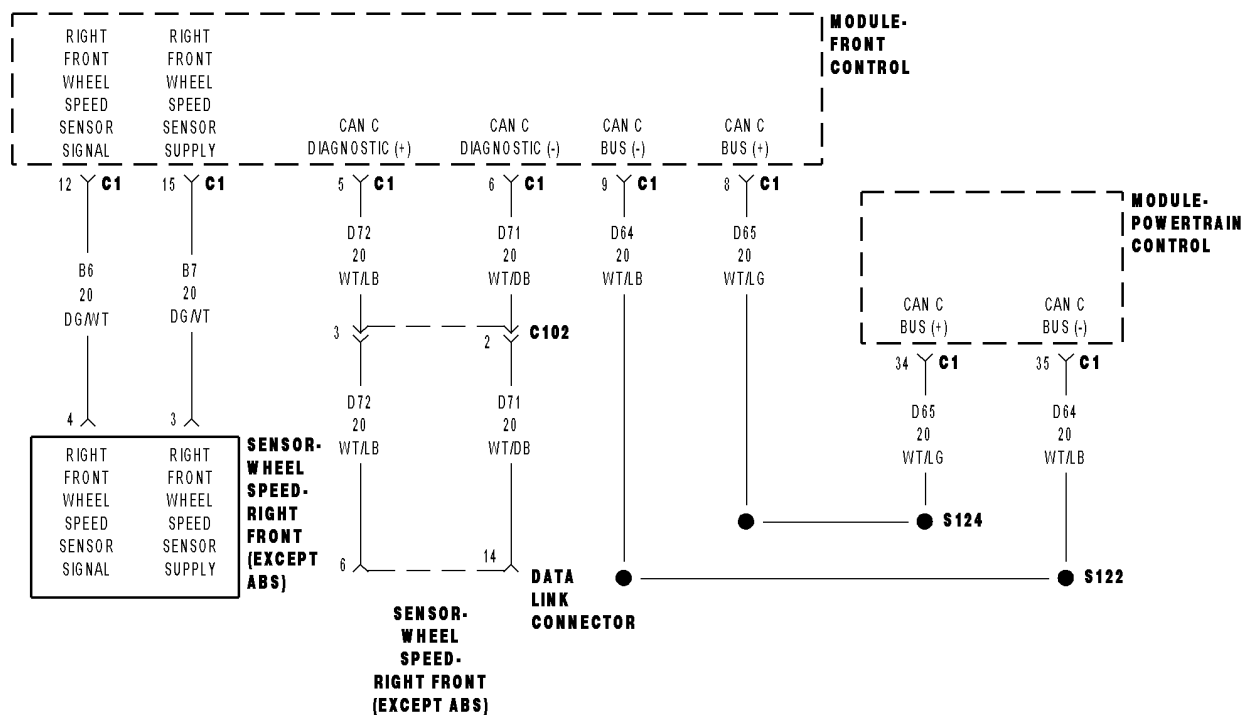 MODULE-
FRONT
CONTROL
RIGHT
FRONT
WHEEL
SPEED
SENSOR
SIGNAL
RIGHT
FRONT
WHEEL
SPEED
SENSOR
SUPPLY
CAN C
DIAGNOSTIC (+)
CAN C
DIAGNOSTIC (-)
CAN C
BUS (-)
CAN C
BUS (+)
12 C1
15 C1
5 C1
6 C1
9 C1
8 C1
MODULE-
POWERTRAIN
CONTROL
B6
20
DG/VT
B7
20
DG/VT
D72
20
WT/LB
D71
20
WT/DB
D64
20
WT/LB
D65
20
WT/LG
CAN C
BUS (+)
CAN C
BUS (-)
3
2
C102
34 C1
35 C1
D72
20
WT/LB
D71
20
WT/DB
D65
20
WT/LG
D64
20
WT/LB
4
3
RIGHT
FRONT
WHEEL
SPEED
SENSOR
SIGNAL
RIGHT
FRONT
WHEEL
SPEED
SENSOR
SUPPLY
SENSOR-
WHEEL
SPEED-
RIGHT
FRONT
(EXCEPT
ABS)
S124
6
14
DATA
LINK
CONNECTOR
S122
SENSOR-
WHEEL
SPEED-
RIGHT FRONT
(EXCEPT ABS)